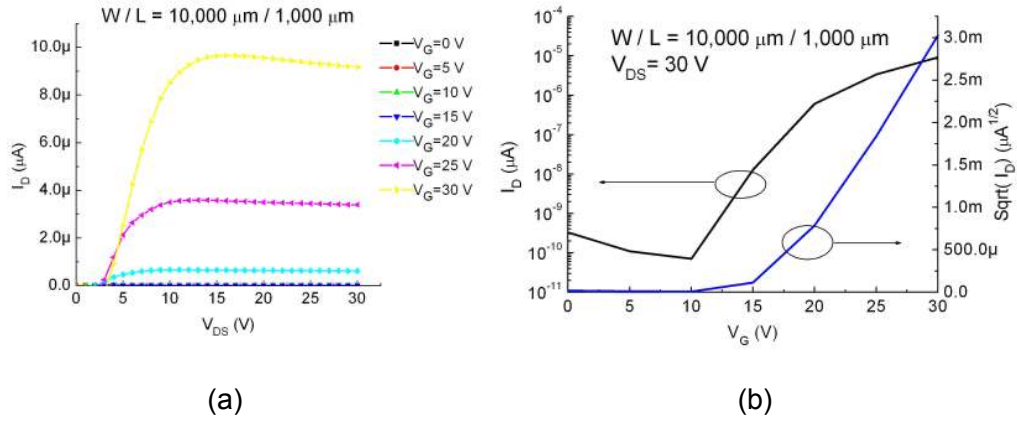 W / L = 10,000 µm / 1,000 µm
10.0µ
8.0µ
6.0µ
4.0µ
2.0µ
0.0
I_D (µA)
0 5 10 15 20 25 30
V_DS (V)
V_G=0 V
V_G=5 V
V_G=10 V
V_G=15 V
V_G=20 V
V_G=25 V
V_G=30 V
(a)
W / L = 10,000 µm / 1,000 µm
V_DS= 30 V
10^-4
10^-5
10^-6
10^-7
10^-8
10^-9
10^-10
10^-11
I_D (µA)
0 5 10 15 20 25 30
V_G (V)
3.0m
2.5m
2.0m
1.5m
1.0m
500.0µ
0.0
Sqrt( I_D) (µA^1/2)
(b)